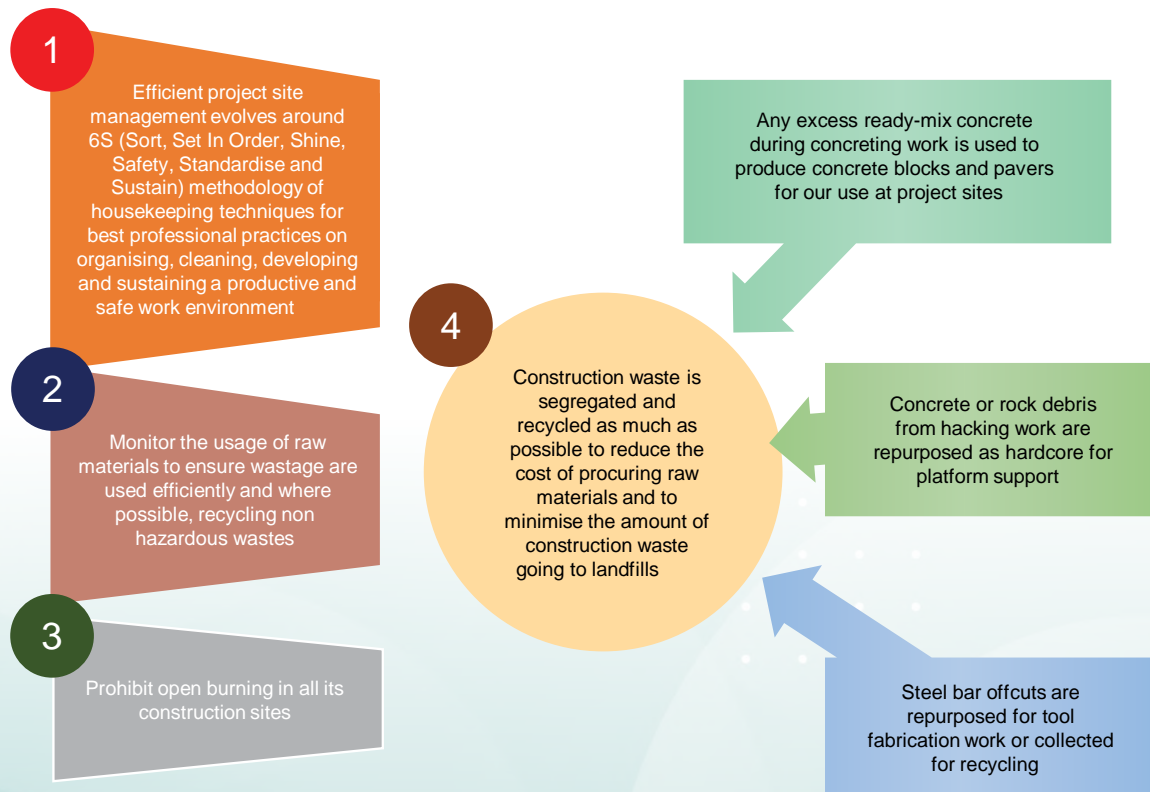 1
Efficient project site
management evolves around
6S (Sort, Set In Order, Shine,
Safety, Standardise and
Sustain) methodology of
housekeeping techniques for
best professional practices on
organising, cleaning, developing
and sustaining a productive and
safe work environment
2
Monitor the usage of raw
materials to ensure wastage are
used efficiently and where
possible, recycling non
hazardous wastes
3
Prohibit open burning in all its
construction sites
4
Construction waste is
segregated and
recycled as much as
possible to reduce the
cost of procuring raw
materials and to
minimise the amount of
construction waste
going to landfills
Any excess ready-mix concrete
during concreting work is used to
produce concrete blocks and pavers
for our use at project sites
Concrete or rock debris
from hacking work are
repurposed as hardcore for
platform support
Steel bar offcuts are
repurposed for tool
fabrication work or collected
for recycling